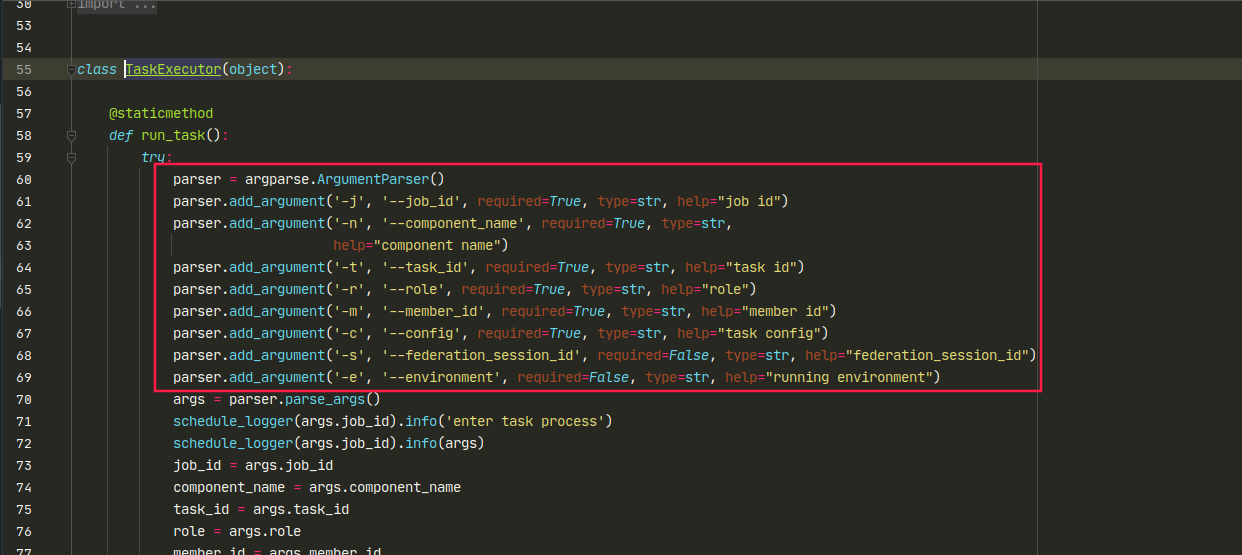 30 import ...
53
54
55 class TaskExecutor(object):
56
57 @staticmethod
58 def run_task():
59 try:
60 parser = argparse.ArgumentParser()
61 parser.add_argument('-j', '--job_id', required=True, type=str, help="job id")
62 parser.add_argument('-n', '--component_name', required=True, type=str,
63 help="component name")
64 parser.add_argument('-t', '--task_id', required=True, type=str, help="task id")
65 parser.add_argument('-r', '--role', required=True, type=str, help="role")
66 parser.add_argument('-m', '--member_id', required=True, type=str, help="member id")
67 parser.add_argument('-c', '--config', required=True, type=str, help="task config")
68 parser.add_argument('-s', '--federation_session_id', required=False, type=str, help="federation_session_id")
69 parser.add_argument('-e', '--environment', required=False, type=str, help="running environment")
70 args = parser.parse_args()
71 schedule_logger(args.job_id).info('enter task process')
72 schedule_logger(args.job_id).info(args)
73 job_id = args.job_id
74 component_name = args.component_name
75 task_id = args.task_id
76 role = args.role
77 member_id = args.member_id